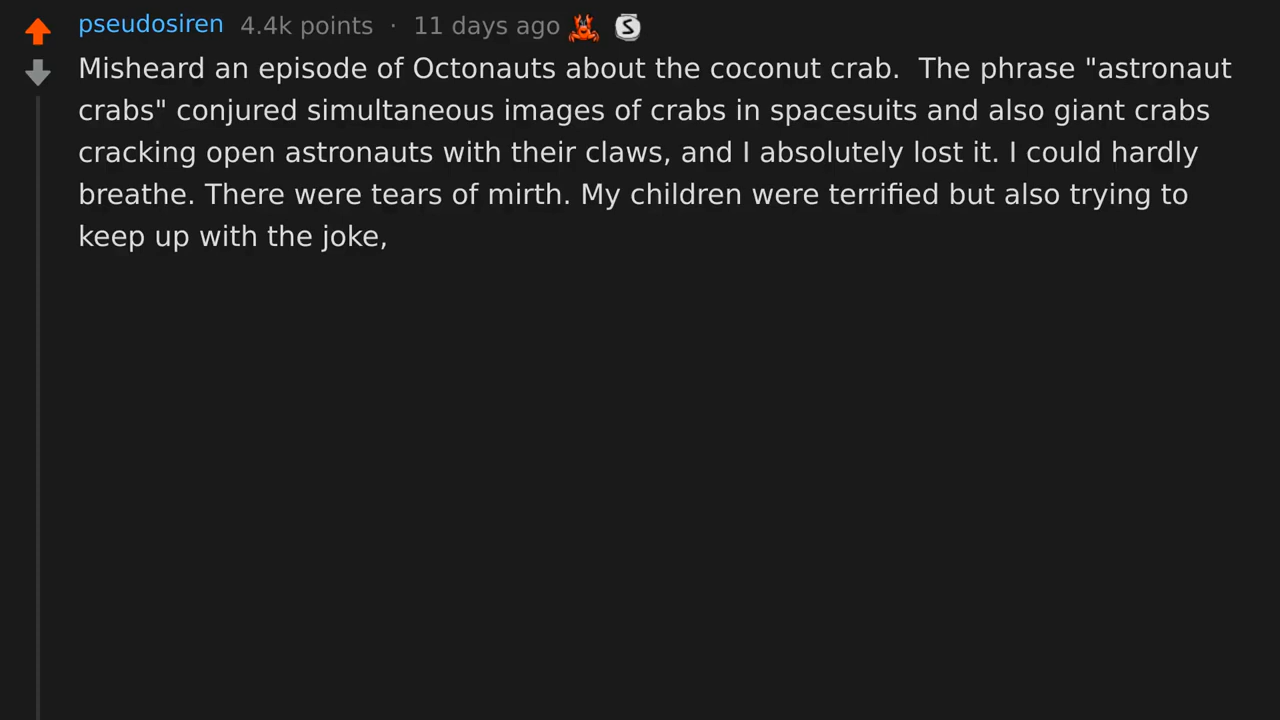 pseudosiren 4.4k points · 11 days ago S
Misheard an episode of Octonauts about the coconut crab.  The phrase "astronaut
crabs" conjured simultaneous images of crabs in spacesuits and also giant crabs
cracking open astronauts with their claws, and I absolutely lost it. I could hardly
breathe. There were tears of mirth. My children were terrified but also trying to
keep up with the joke,